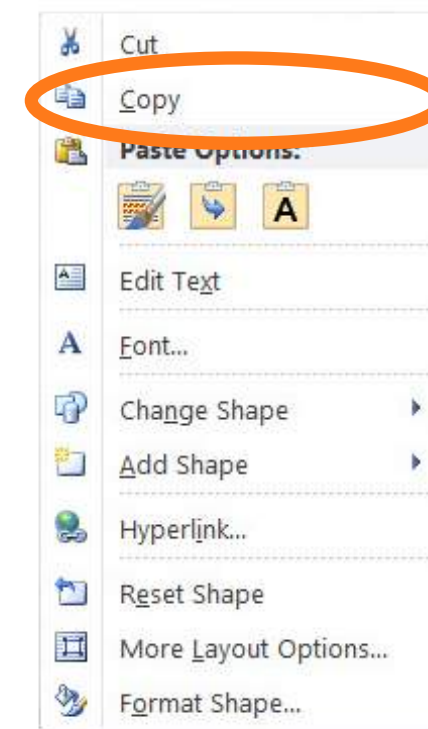 Cut
Copy
Paste Options:
A
A
Edit Text
A
Font...
Change Shape
Add Shape
Hyperlink...
Reset Shape
More Layout Options...
Format Shape...